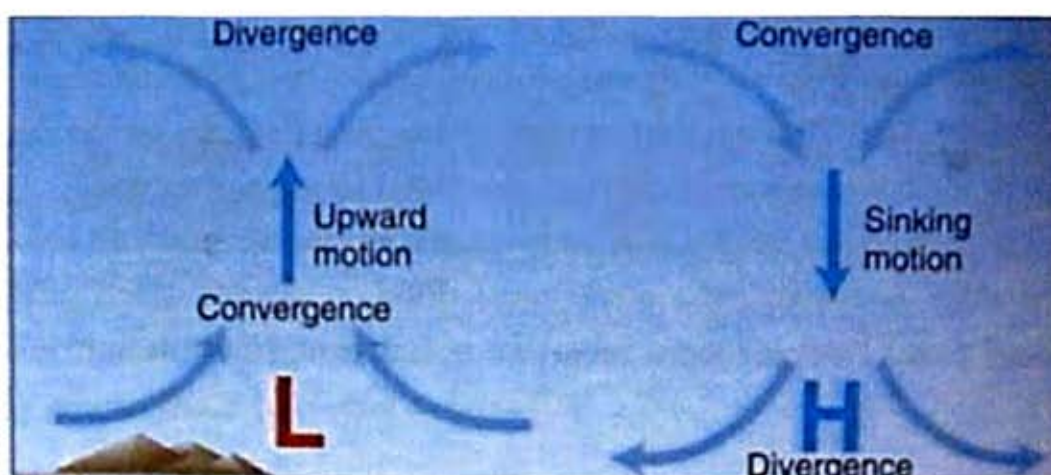 Divergence
Convergence
Upward
motion
Sinking
motion
Convergence
L
H
Divergence